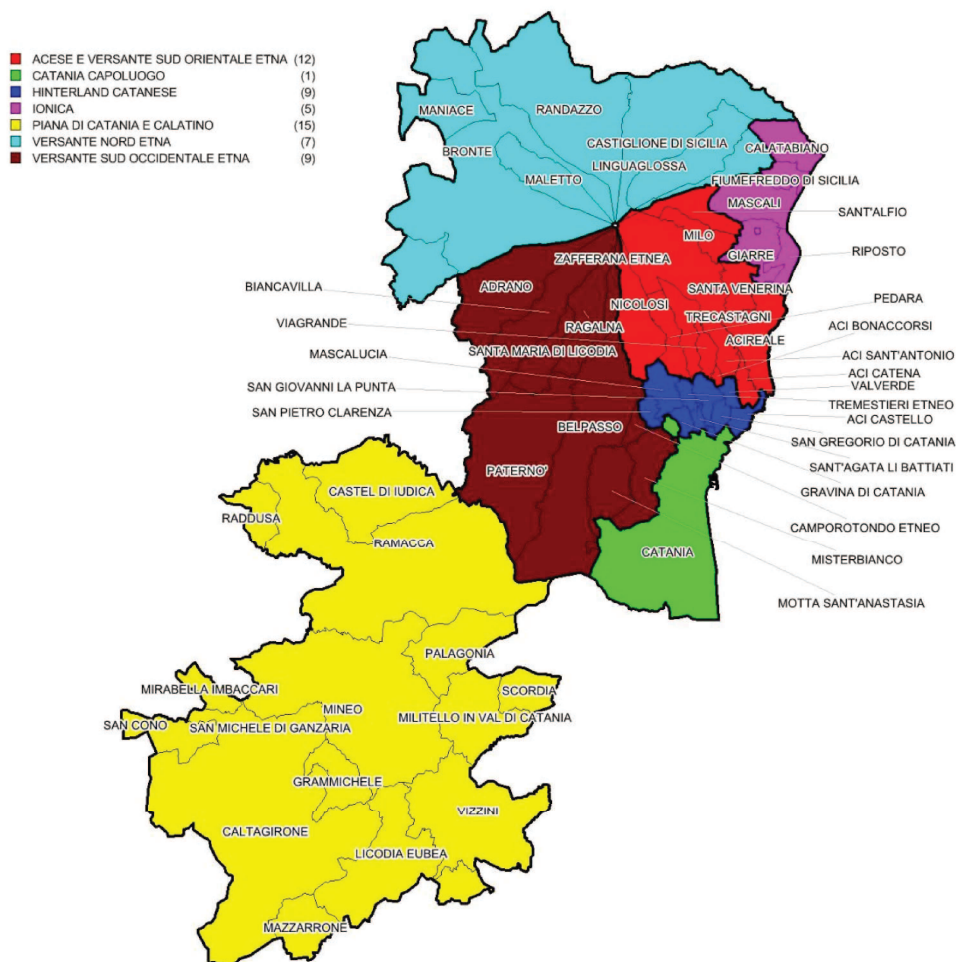 ACESE E VERSANTE SUD ORIENTALE ETNA (12)
CATANIA CAPOLUOGO (1)
HINTERLAND CATANESE (9)
IONICA (5)
PIANA DI CATANIA E CALATINO (15)
VERSANTE NORD ETNA (7)
VERSANTE SUD OCCIDENTALE ETNA (9)
MANIACE
RANDAZZO
BRONTE
CASTIGLIONE DI SICILIA
CALATABIANO
LINGUAGLOSSA
MALETTO
FIUMEFREDDO DI SICILIA
MASCALI
SANT'ALFIO
MILO
RIPOSTO
GIARRE
ZAFFERANA ETNEA
ADRANO
BIANCAVILLA
SANTA VENERINA
PEDARA
NICOLOSI
VIAGRANDE
TRECASTAGNI
ACI BONACCORSI
RAGALNA
ACIREALE
MASCALUCIA
SANTA MARIA DI LICODIA
ACI SANT'ANTONIO
ACI CATENA
SAN GIOVANNI LA PUNTA
VALVERDE
TREMESTIERI ETNEO
SAN PIETRO CLARENZA
ACI CASTELLO
BELPASSO
SAN GREGORIO DI CATANIA
PATERNO'
SANT'AGATA LI BATTIATI
CASTEL DI IUDICA
GRAVINA DI CATANIA
RADDUSA
CAMPOROTONDO ETNEO
RAMACCA
CATANIA
MISTERBIANCO
MOTTA SANT'ANASTASIA
PALAGONIA
MIRABELLA IMBACCARI
SCORDIA
MINEO
MILITELLO IN VAL DI CATANIA
SAN CONO
SAN MICHELE DI GANZARIA
GRAMMICHELE
VIZZINI
CALTAGIRONE
LICODIA EUBEA
MAZZARRONE